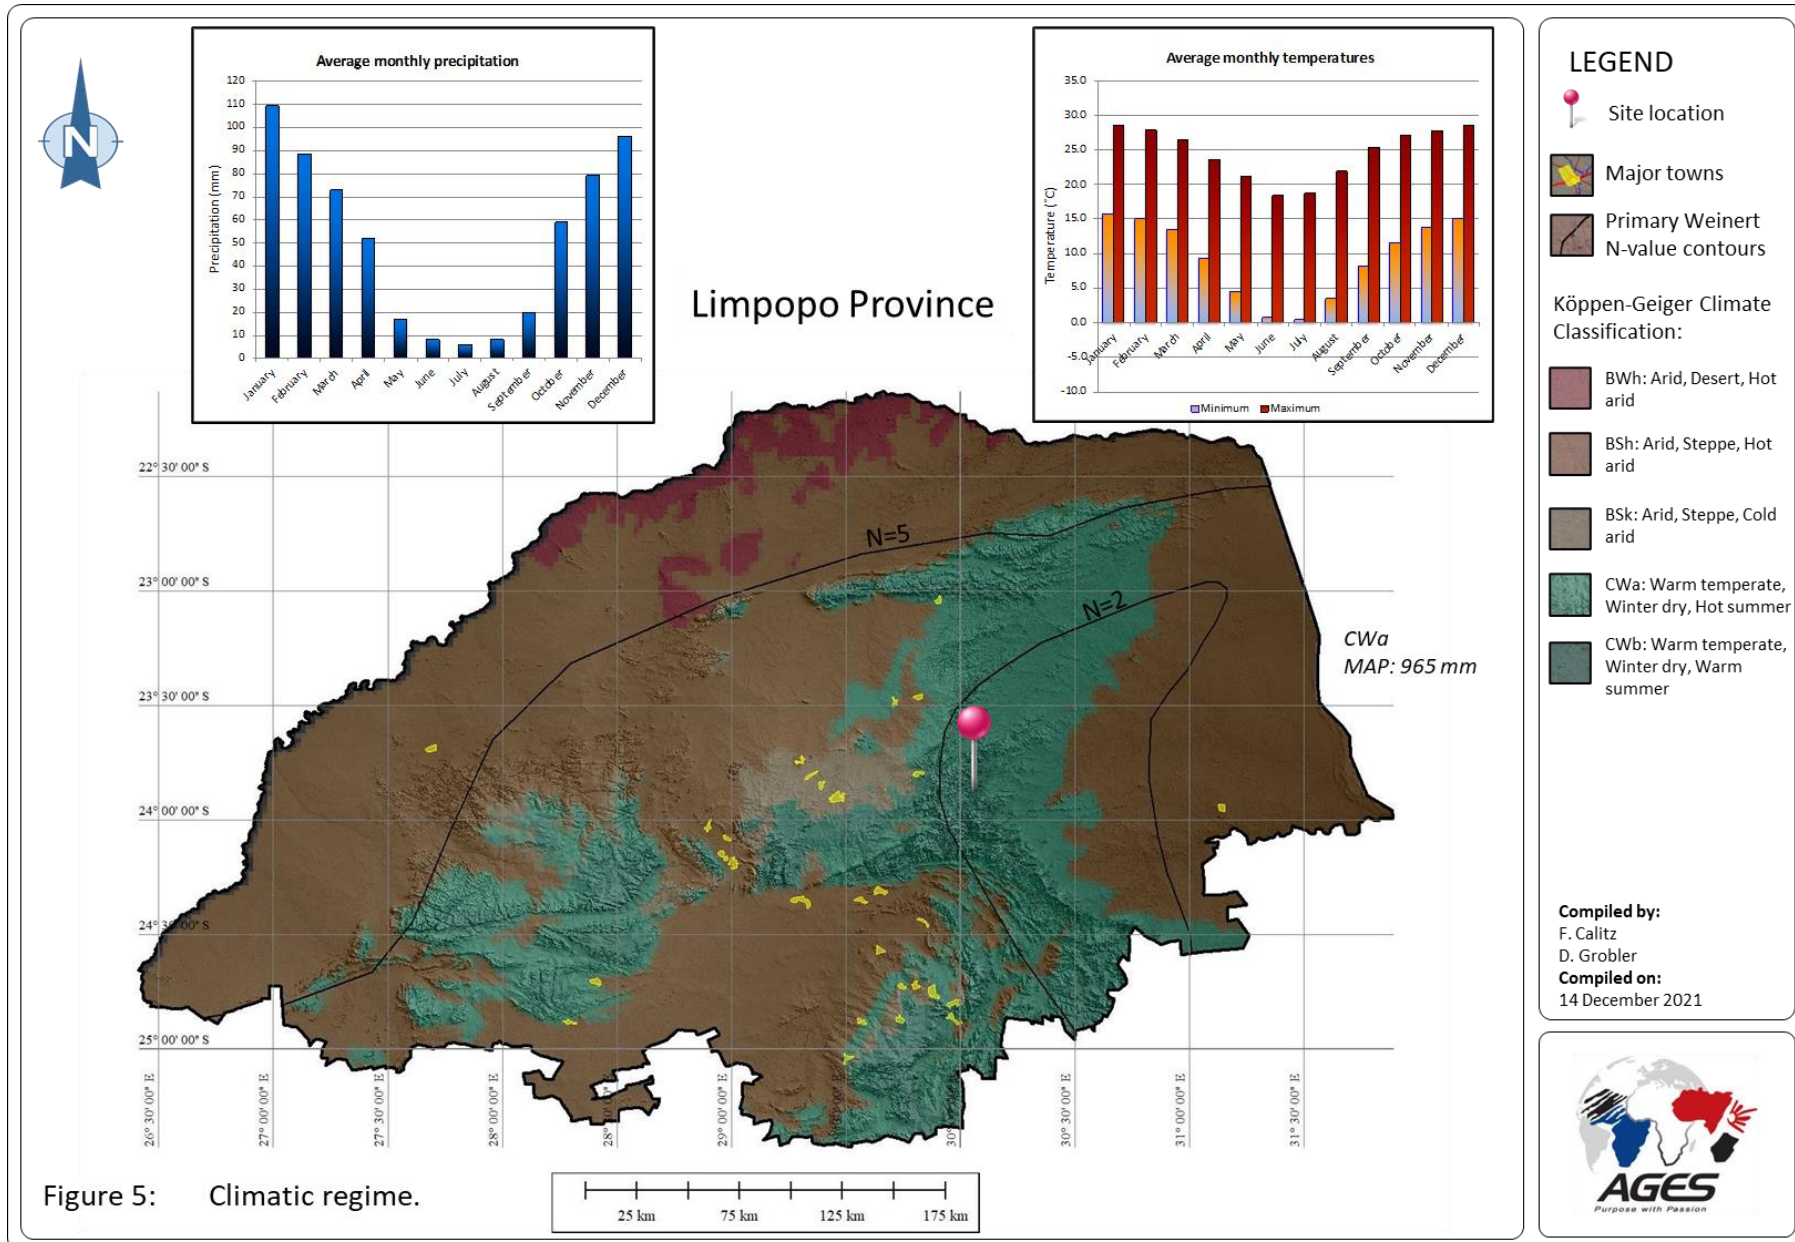 N
Average monthly precipitation
120
110
100
90
80
70
60
50
40
30
20
10
0
Precipitation (mm)
January
February
March
April
May
June
July
August
September
October
November
December
Average monthly temperatures
35.0
30.0
25.0
20.0
15.0
10.0
5.0
0.0
-5.0
-10.0
Temperature (°C)
January
February
March
April
May
June
July
August
September
October
November
December
Minimum
Maximum
Limpopo Province
22° 30' 00" S
23° 00' 00" S
23° 30' 00" S
24° 00' 00" S
24° 30' 00" S
25° 00' 00" S
N=5
N=2
CWa
MAP: 965 mm
26° 30' 00" E
27° 00' 00" E
27° 30' 00" E
28° 00' 00" E
28° 30' 00" E
29° 00' 00" E
30° 30' 00" E
31° 00' 00" E
31° 30' 00" E
Figure 5: Climatic regime.
25 km
75 km
125 km
175 km
LEGEND
Site location
Major towns
Primary Weinert
N-value contours
Köppen-Geiger Climate
Classification:
BWh: Arid, Desert, Hot
arid
BSh: Arid, Steppe, Hot
arid
BSk: Arid, Steppe, Cold
arid
CWa: Warm temperate,
Winter dry, Hot summer
CWb: Warm temperate,
Winter dry, Warm
summer
Compiled by:
F. Calitz
D. Grobler
Compiled on:
14 December 2021
AGES
Purpose with Passion